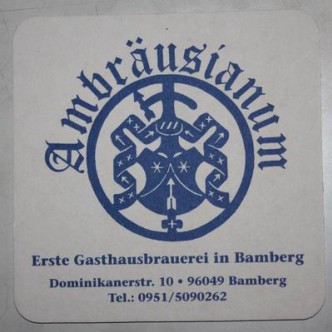 Ambräusianum
Erste Gasthausbrauerei in Bamberg
Dominikanerstr. 10 • 96049 Bamberg
Tel.: 0951/5090262